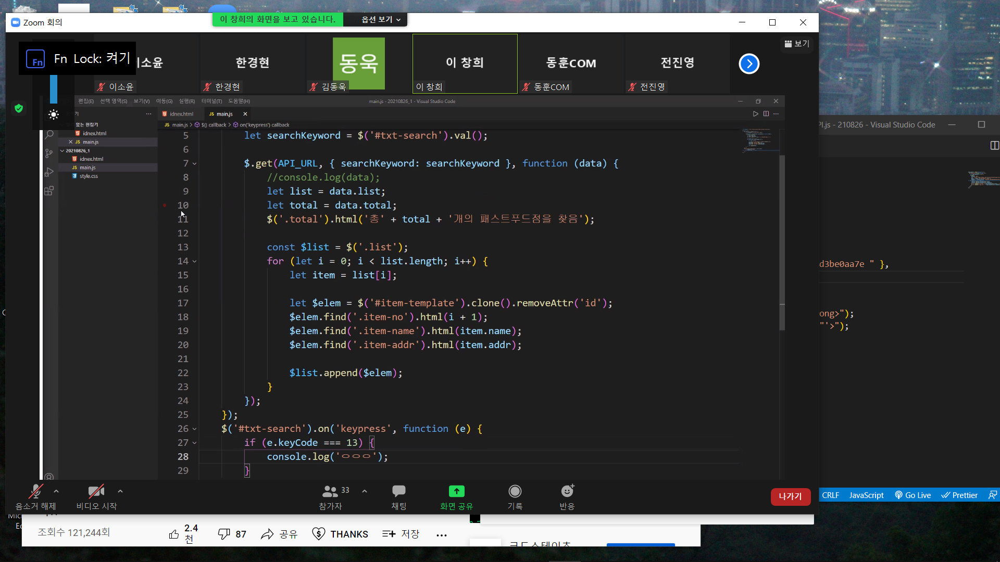 Zoom 회의
이 창희의 화면을 보고 있습니다.
옵션 보기
보기
Fn Lock: 켜기
한경현
동욱
이 창희
동훈COM
전진영
이소윤
한경현
김동욱
이 창희
동훈COM
전진영
편집(E) 선택 영역(S) 보기(V) 이동(G) 실행(R) 터미널(T) 도움말(H)
main.js - 20210826_1 - Visual Studio Code
idnex.html
JS main.js
JS main.js > $() callback > on('keypress') callback
있는 편집기
idnex.html
JS main.js
20210826_1
idnex.html
JS main.js
style.css
5 let searchKeyword = $('#txt-search').val();
6
7 $.get(API_URL, { searchKeyword: searchKeyword }, function (data) {
8 //console.log(data);
9 let list = data.list;
10 let total = data.total;
11 $('.total').html('총' + total + '개의 패스트푸드점을 찾음');
12
13 const $list = $('.list');
14 for (let i = 0; i < list.length; i++) {
15 let item = list[i];
16
17 let $elem = $('#item-template').clone().removeAttr('id');
18 $elem.find('.item-no').html(i + 1);
19 $elem.find('.item-name').html(item.name);
20 $elem.find('.item-addr').html(item.addr);
21
22 $list.append($elem);
23 }
24 });
25 });
26 $('#txt-search').on('keypress', function (e) {
27 if (e.keyCode === 13) {
28 console.log('ㅇㅇㅇ');
29 }
PI.js - 210826 - Visual Studio Code
d3be0aa7e " },
ong>");
"'>");
CRLF JavaScript Go Live Prettier
음소거 해제
비디오 시작
33
참가자
채팅
화면 공유
기록
반응
나가기
조회수 121,244회
2.4천
87
공유
THANKS
저장